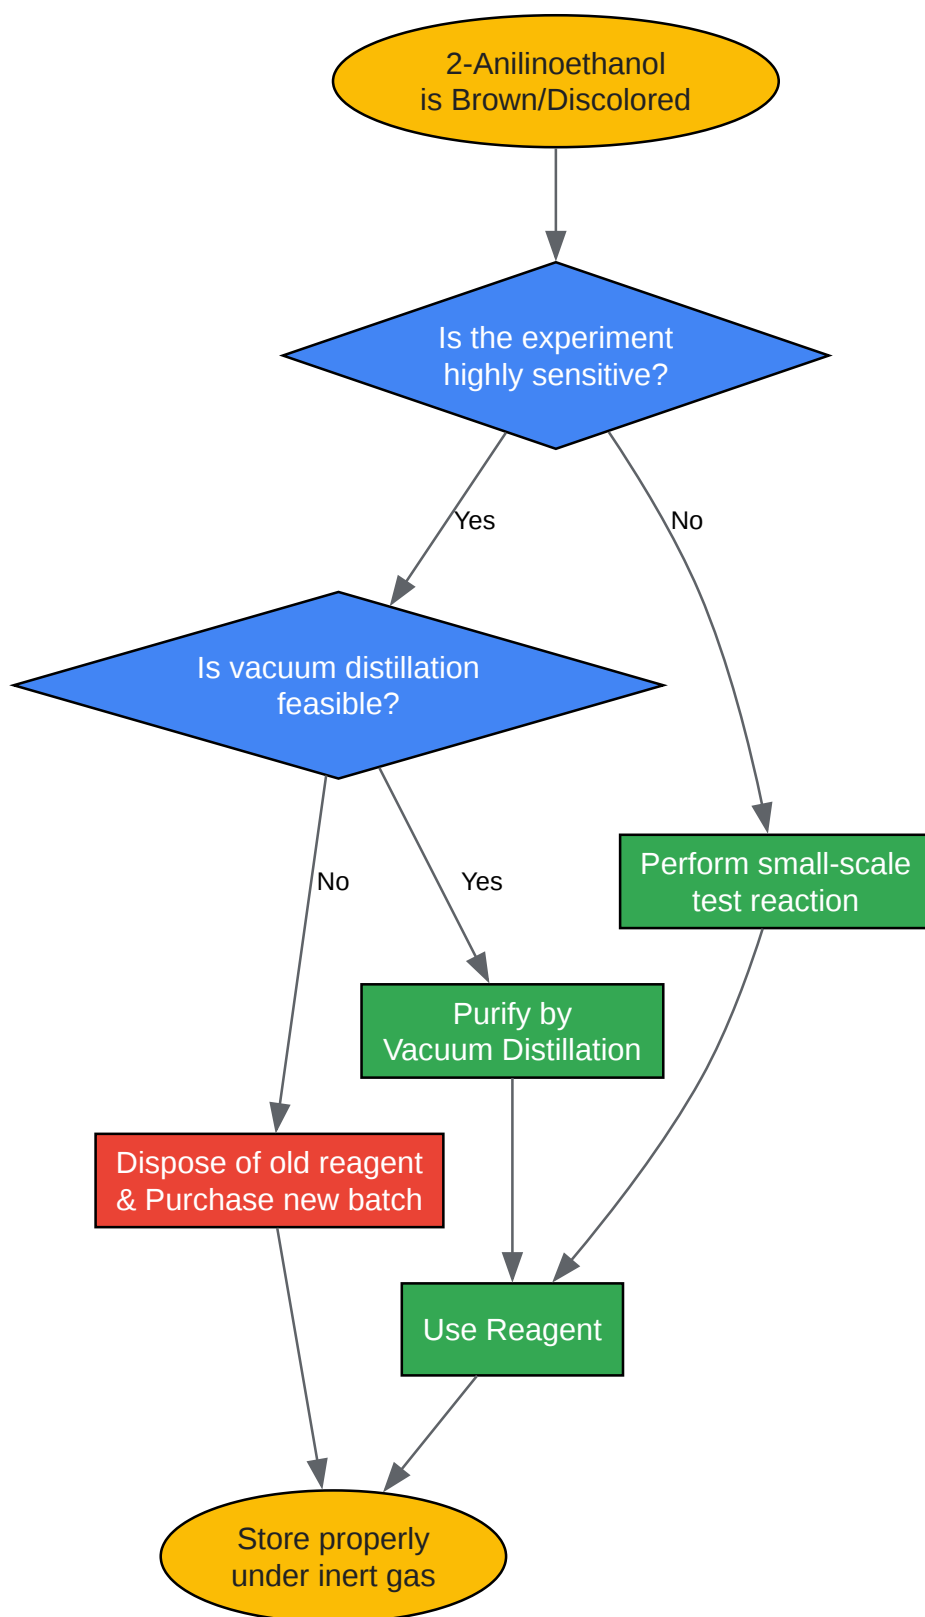 2-Anilinoethanol
is Brown/Discolored
Is the experiment
highly sensitive?
Yes
No
Is vacuum distillation
feasible?
No
Yes
Perform small-scale
test reaction
Purify by
Vacuum Distillation
Dispose of old reagent
& Purchase new batch
Use Reagent
Store properly
under inert gas